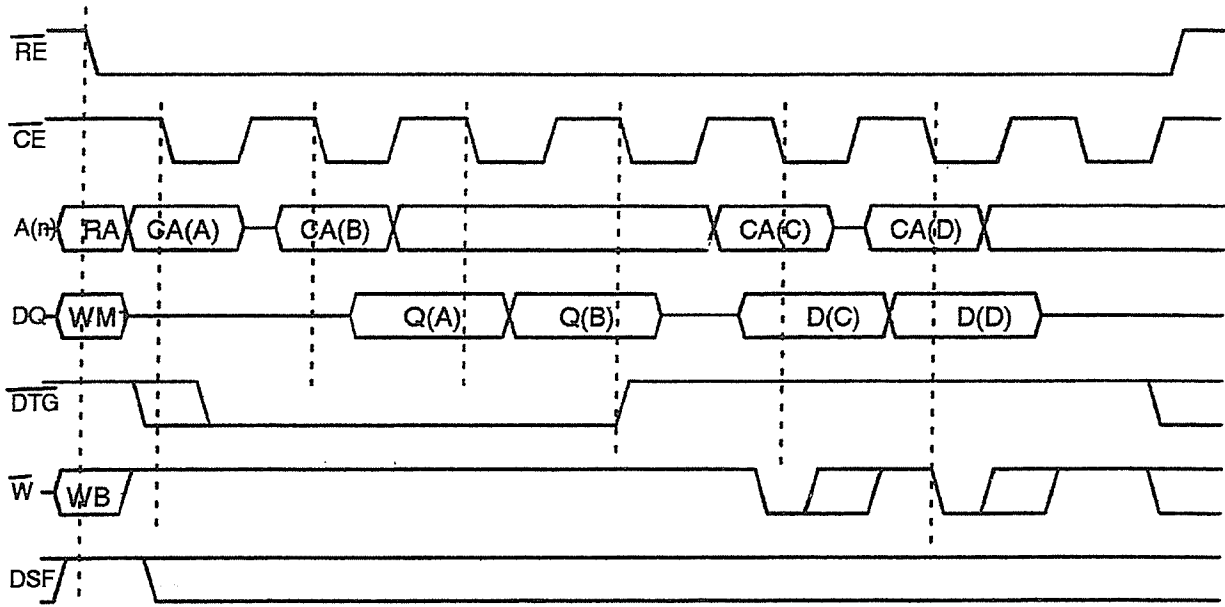 RE
CE
A(n) RA CA(A) CA(B) CA(C) CA(D)
DQ WM Q(A) Q(B) D(C) D(D)
DTG
W WB
DSF